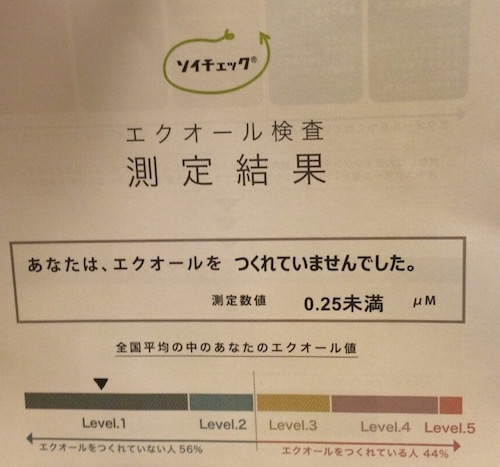 ソイチェック®
エクオール検査
測定結果
あなたは、エクオールを つくれていませんでした。
測定数値 0.25未満 μM
全国平均の中のあなたのエクオール値
Level.1 Level.2 Level.3 Level.4 Level.5
エクオールをつくれていない人 56% エクオールをつくれている人 44%